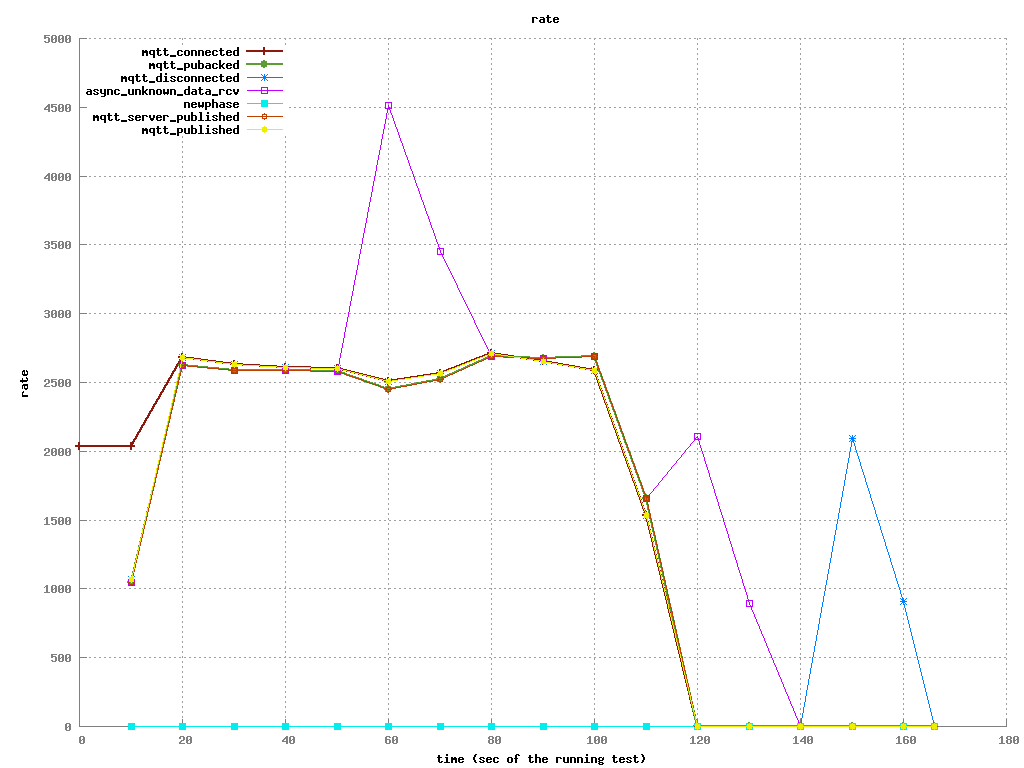 rate
mqtt_connected
mqtt_pubacked
mqtt_disconnected
async_unknown_data_rcv
newphase
mqtt_server_published
mqtt_published
5000
4500
4000
3500
3000
2500
2000
1500
1000
500
0
rate
0 20 40 60 80 100 120 140 160 180
time (sec of the running test)